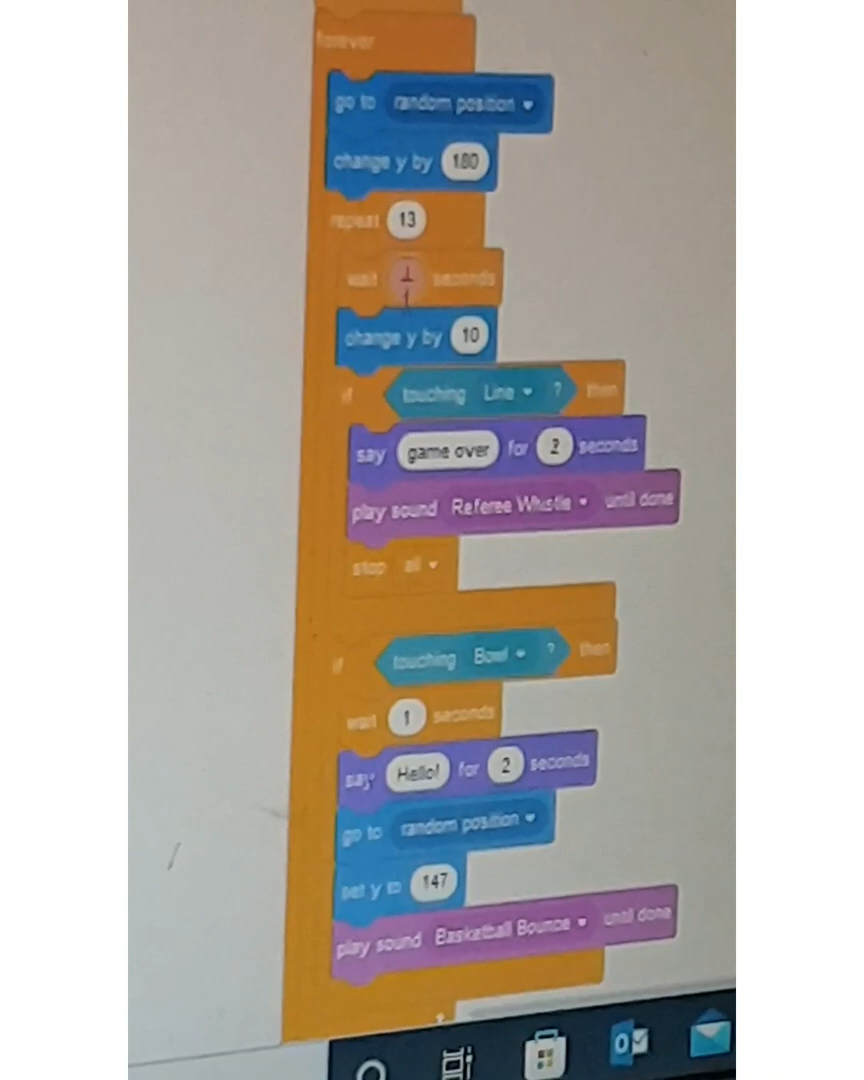 forever
go to random position
change y by 180
repeat 13
wait seconds
change y by 10
if touching Line ? then
say game over for 2 seconds
play sound Referee Whistle until done
stop all
if touching Bowl ? then
wait 1 seconds
say Hello! for 2 seconds
go to random position
set y to 147
play sound Basketball Bounce until done